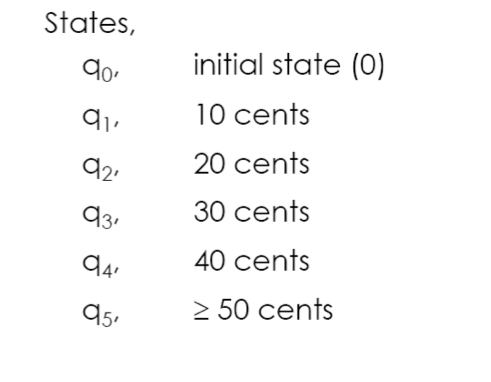 States,
q₀, initial state (0)
q₁, 10 cents
q₂, 20 cents
q₃, 30 cents
q₄, 40 cents
q₅, ≥ 50 cents